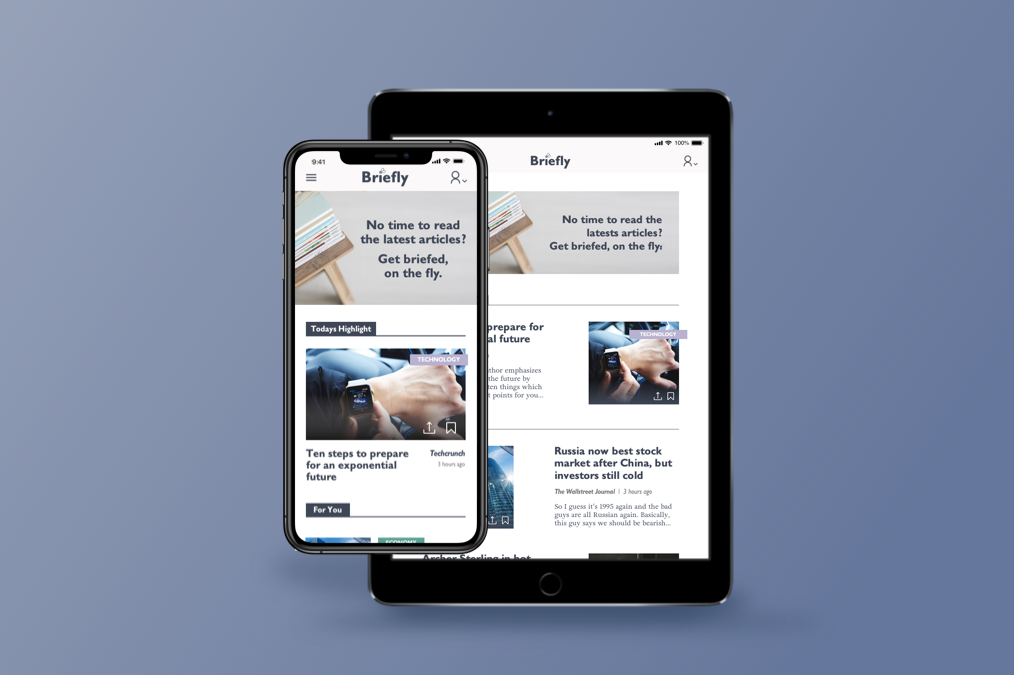 9:41
Briefly
No time to read
the latest articles?
Get briefed,
on the fly.
Todays Highlight
TECHNOLOGY
Ten steps to prepare
for an exponential
future
Techcrunch
3 hours ago
For You
ECONOMY
100%
Briefly
No time to read the
latests articles?
Get briefed, on the fly
prepare for
future
TECHNOLOGY
emphasizes
the future by
ten things which
points for you...
Russia now best stock
market after China, but
investors still cold
The Wallstreet Journal | 3 hours ago
So I guess it's 1995 again and the bad
guys are all Russian again. Basically,
this guy says we should be bearish...
Archer Sterling in hot